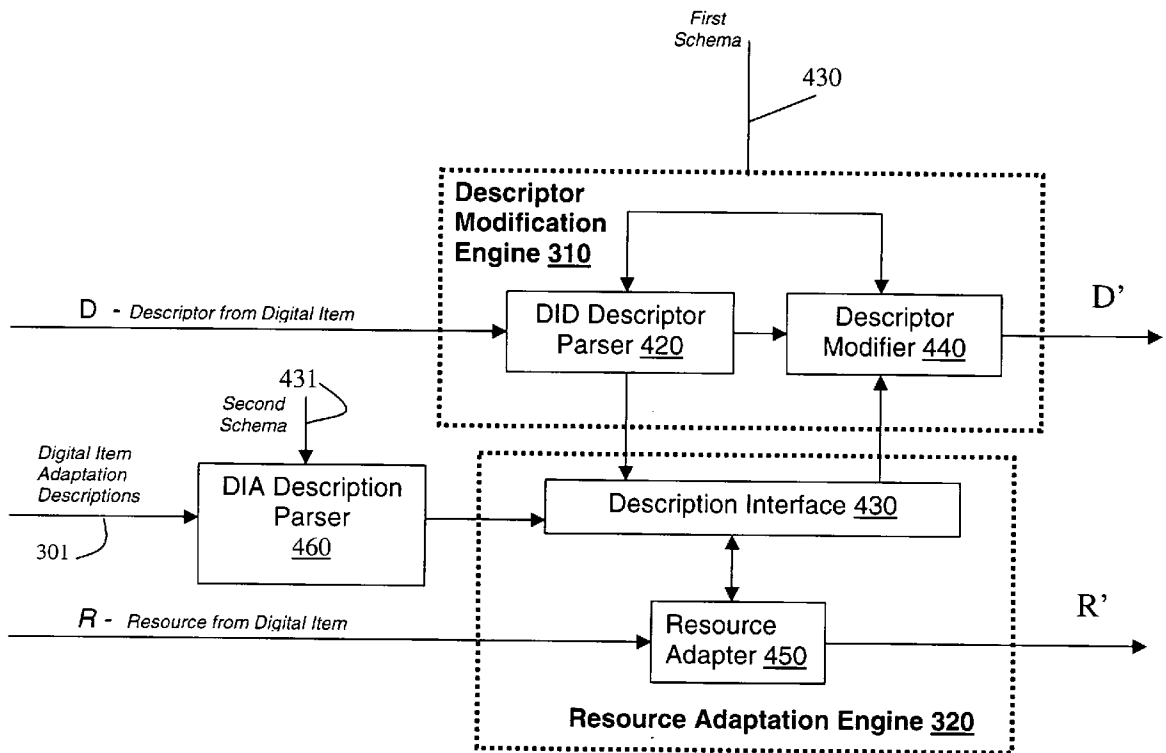 First
Schema
430
Descriptor
Modification
Engine 310
D - Descriptor from Digital Item
DID Descriptor
Parser 420
Descriptor
Modifier 440
D’
431
Second
Schema
Digital Item
Adaptation
Descriptions
301
DIA Description
Parser
460
Description Interface 430
R - Resource from Digital Item
Resource
Adapter 450
R’
Resource Adaptation Engine 320